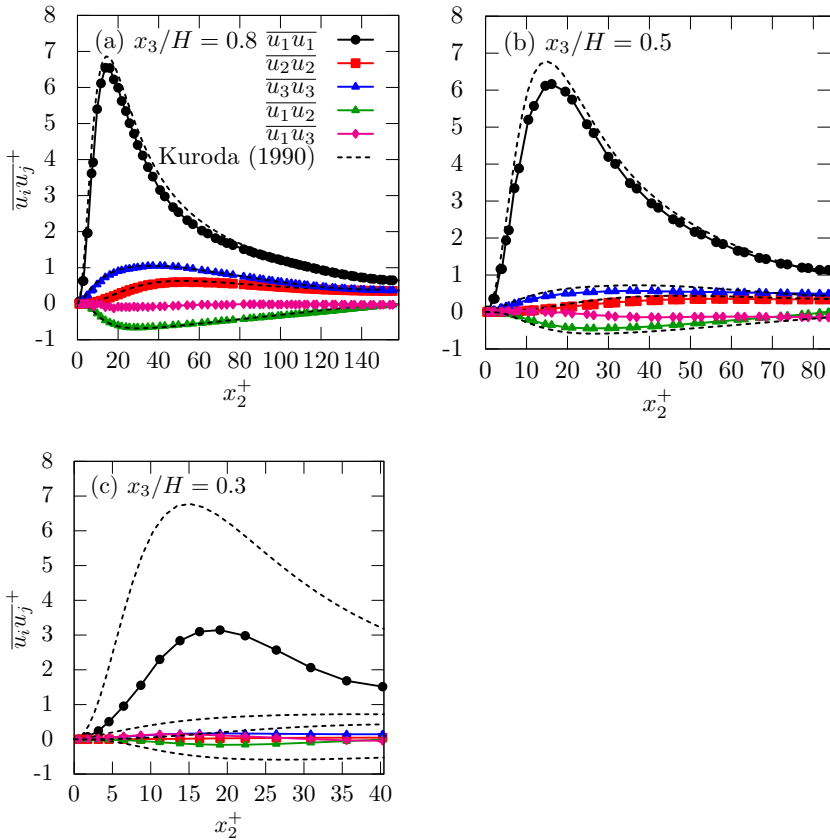 (a) x₃/H = 0.8
u₁u₁
u₂u₂
u₃u₃
u₁u₂
u₁u₃
Kuroda (1990)
uᵢuⱼ⁺
8
7
6
5
4
3
2
1
0
-1
0 20 40 60 80 100 120 140
x₂⁺
(b) x₃/H = 0.5
8
7
6
5
4
3
2
1
0
-1
0 10 20 30 40 50 60 70 80
x₂⁺
(c) x₃/H = 0.3
uᵢuⱼ⁺
8
7
6
5
4
3
2
1
0
-1
0 5 10 15 20 25 30 35 40
x₂⁺